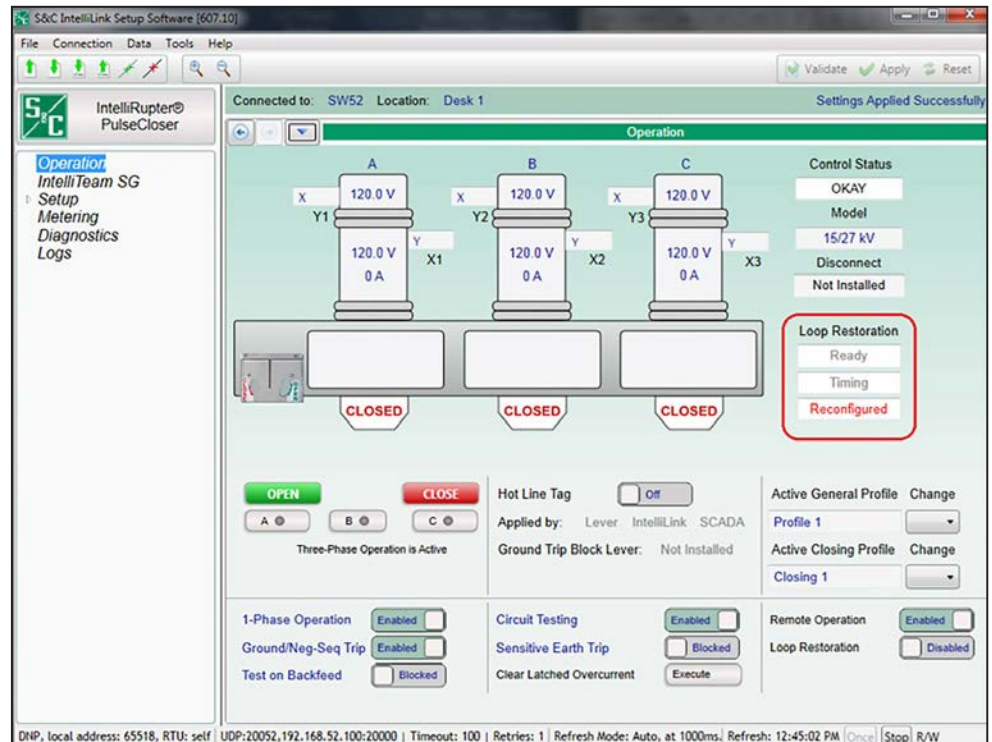 S&C IntelliLink Setup Software [607.10]
File Connection Data Tools Help
Validate Apply Reset
S&C IntelliRupter® PulseCloser
Connected to: SW52 Location: Desk 1 Settings Applied Successfully
Operation
Operation
IntelliTeam SG
Setup
Metering
Diagnostics
Logs
A B C Control Status
X 120.0 V X 120.0 V X 120.0 V OKAY
Y1 Y2 Y3 Model
Y Y Y 15/27 kV
120.0 V X1 120.0 V X2 120.0 V X3 Disconnect
0 A 0 A 0 A Not Installed
Loop Restoration
Ready
Timing
CLOSED CLOSED CLOSED Reconfigured
OPEN CLOSE Hot Line Tag Off Active General Profile Change
A B C Applied by: Lever IntelliLink SCADA Profile 1
Three-Phase Operation is Active Ground Trip Block Lever: Not Installed Active Closing Profile Change
Closing 1
1-Phase Operation Enabled Circuit Testing Enabled Remote Operation Enabled
Ground/Neg-Seq Trip Enabled Sensitive Earth Trip Blocked Loop Restoration Disabled
Test on Backfeed Blocked Clear Latched Overcurrent Execute
DNP, local address: 65518, RTU: self UDP:20052,192.168.52.100:20000 | Timeout: 100 | Retries: 1 | Refresh Mode: Auto, at 1000ms. Refresh: 12:45:02 PM Once Stop R/W